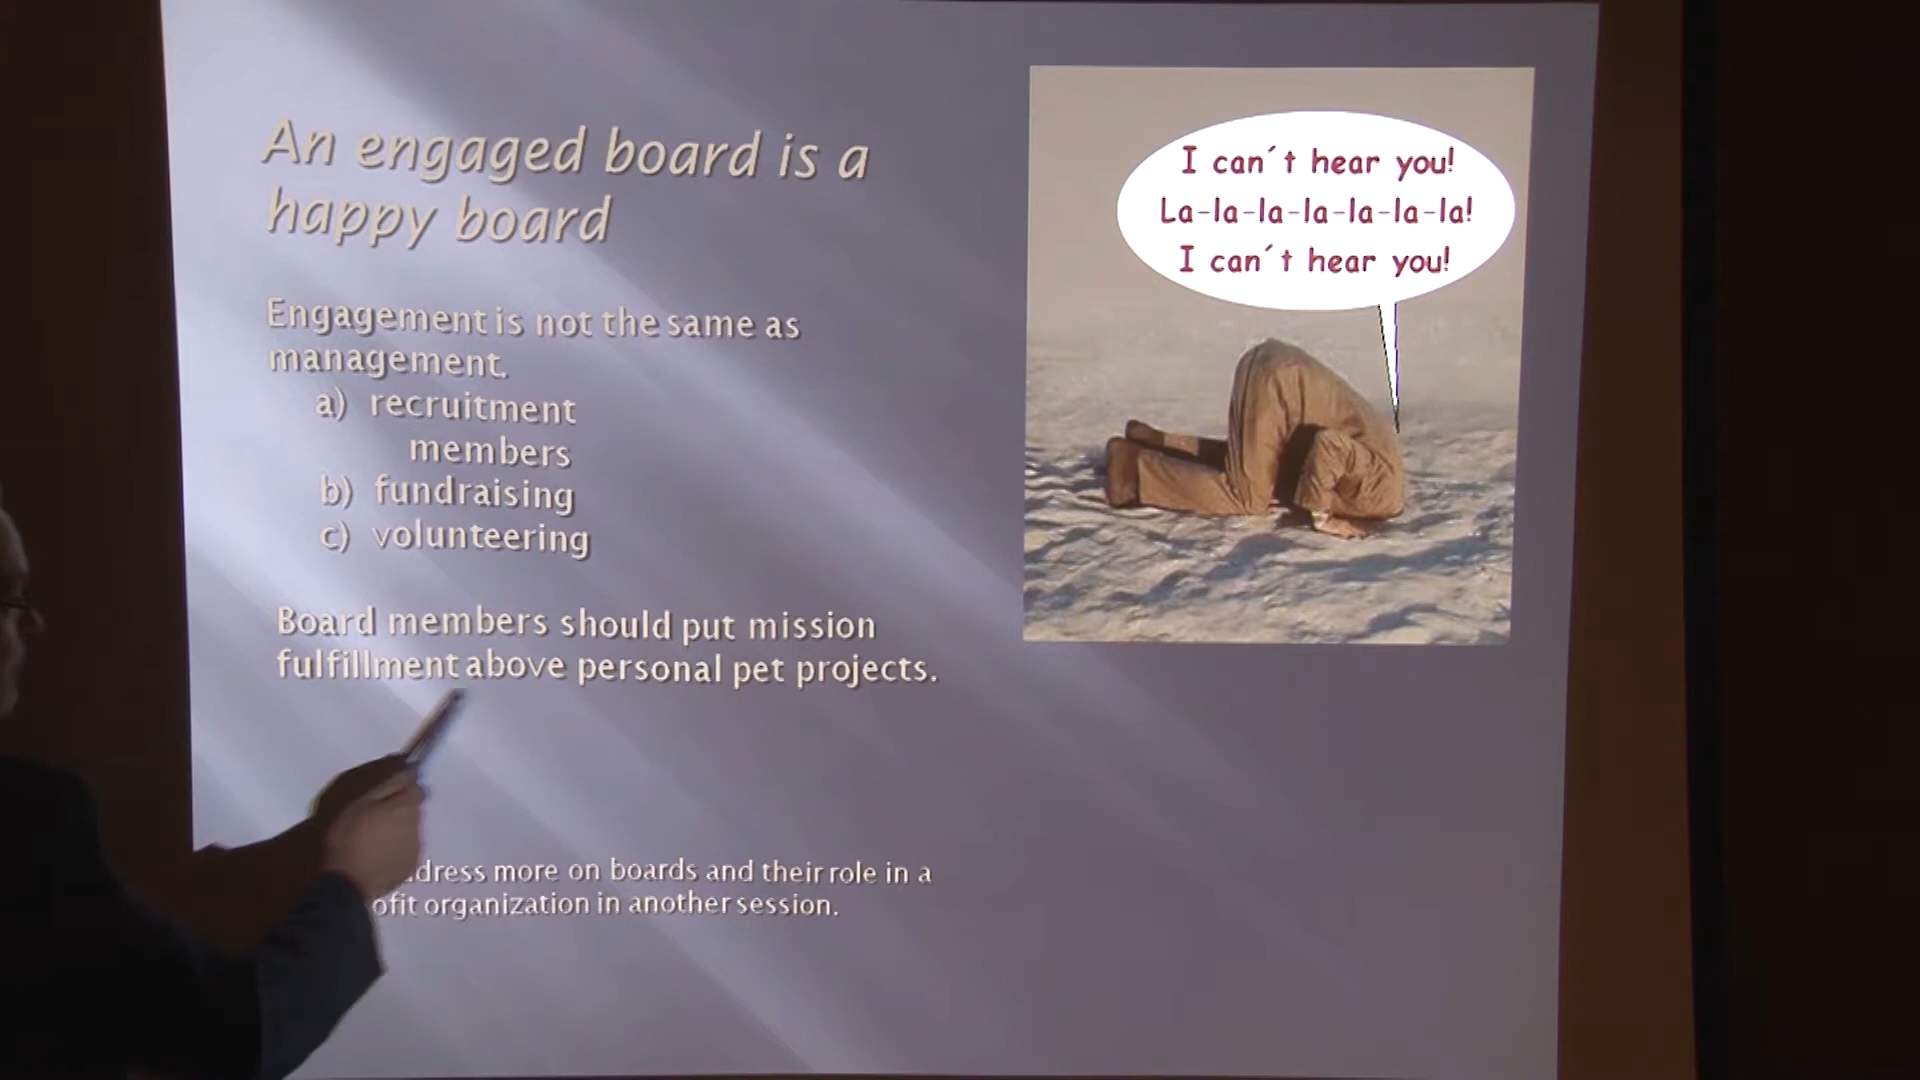 An engaged board is a
happy board
Engagement is not the same as
management.
a) recruitment
members
b) fundraising
c) volunteering
Board members should put mission
fulfillment above personal pet projects.
more on boards and their role in a
organization in another session.
I can´t hear you!
La-la-la-la-la-la-la!
I can´t hear you!